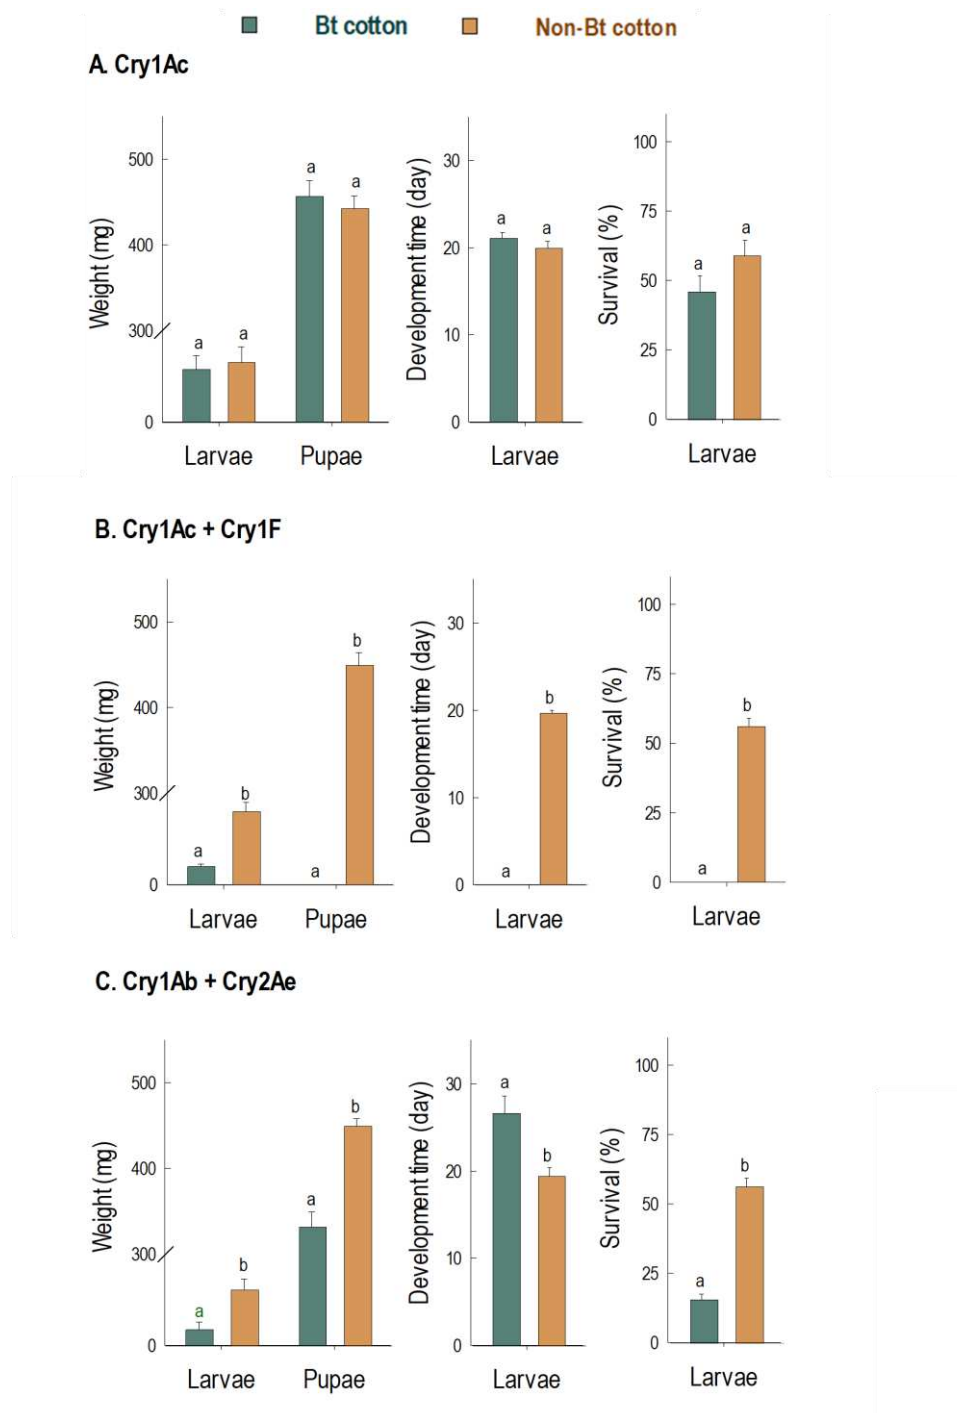 Bt cotton Non-Bt cotton
A. Cry1Ac
Weight (mg)
500
400
300
0
a
a
a
a
Larvae Pupae
Development time (day)
30
20
10
0
a
a
Larvae
Survival (%)
100
75
50
25
0
a
a
Larvae
B. Cry1Ac + Cry1F
Weight (mg)
500
400
300
0
a
b
a
b
Larvae Pupae
Development time (day)
30
20
10
0
a
b
Larvae
Survival (%)
100
75
50
25
0
a
b
Larvae
C. Cry1Ab + Cry2Ae
Weight (mg)
500
400
300
0
a
b
a
b
Larvae Pupae
Development time (day)
30
20
10
0
a
b
Larvae
Survival (%)
100
75
50
25
0
a
b
Larvae